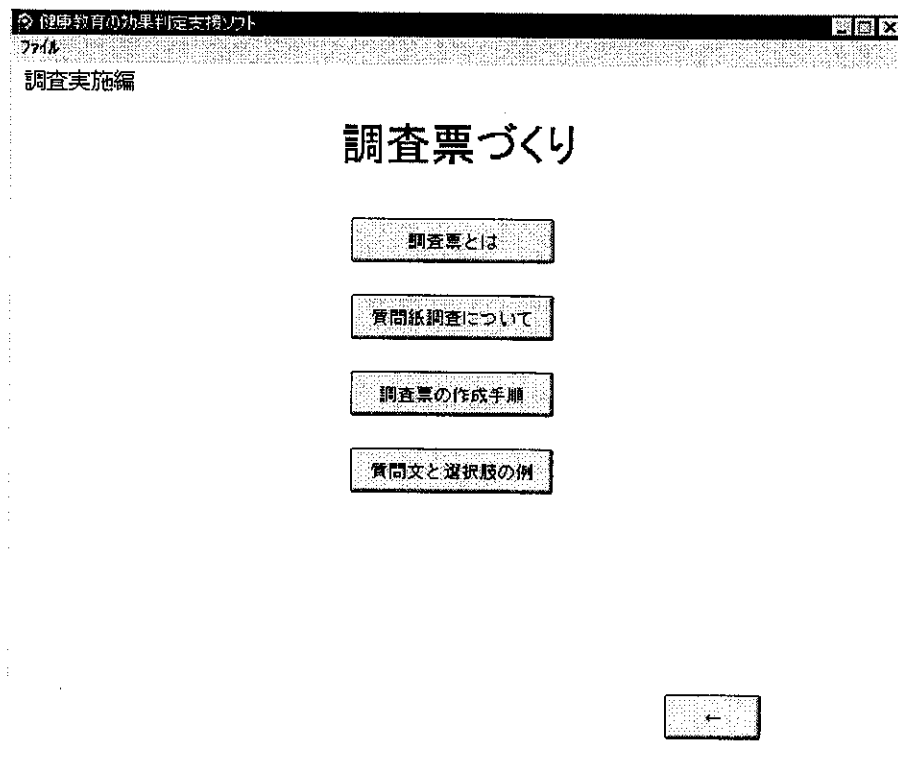 健康教育の効果判定支援ソフト
ファイル
調査実施編
調査票づくり
調査票とは
質問紙調査について
調査票の作成手順
質問文と選択肢の例
←